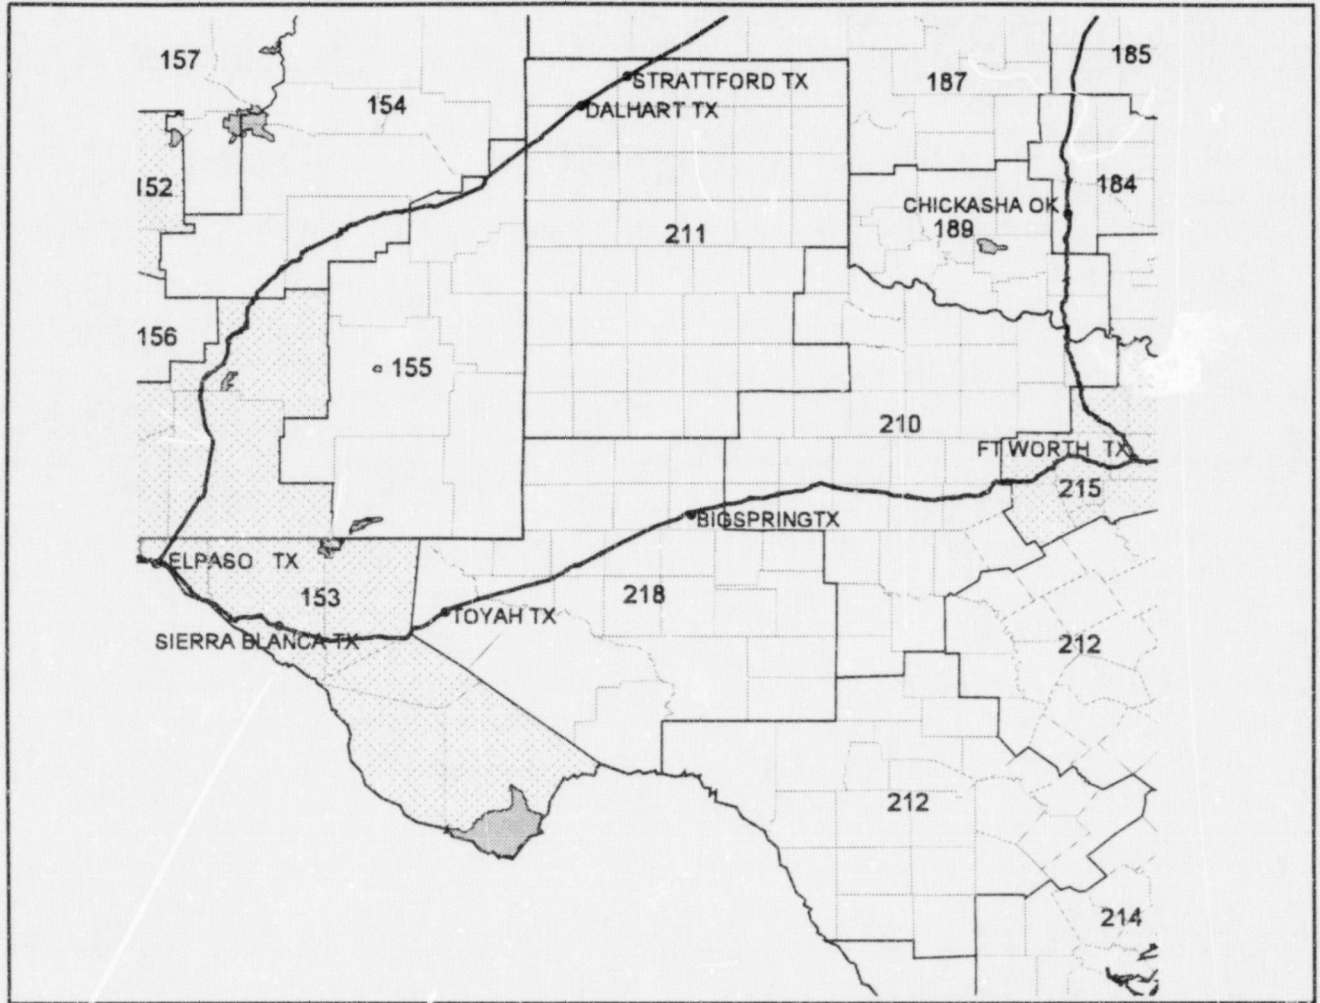 157
185
154
STRATTFORD TX
187
DALHART TX
152
184
CHICKASHA OK
189
211
156
155
210
FT WORTH TX
215
BIGSPRINGTX
ELPASO TX
153
218
TOYAH TX
SIERRA BLANCA TX
212
212
214